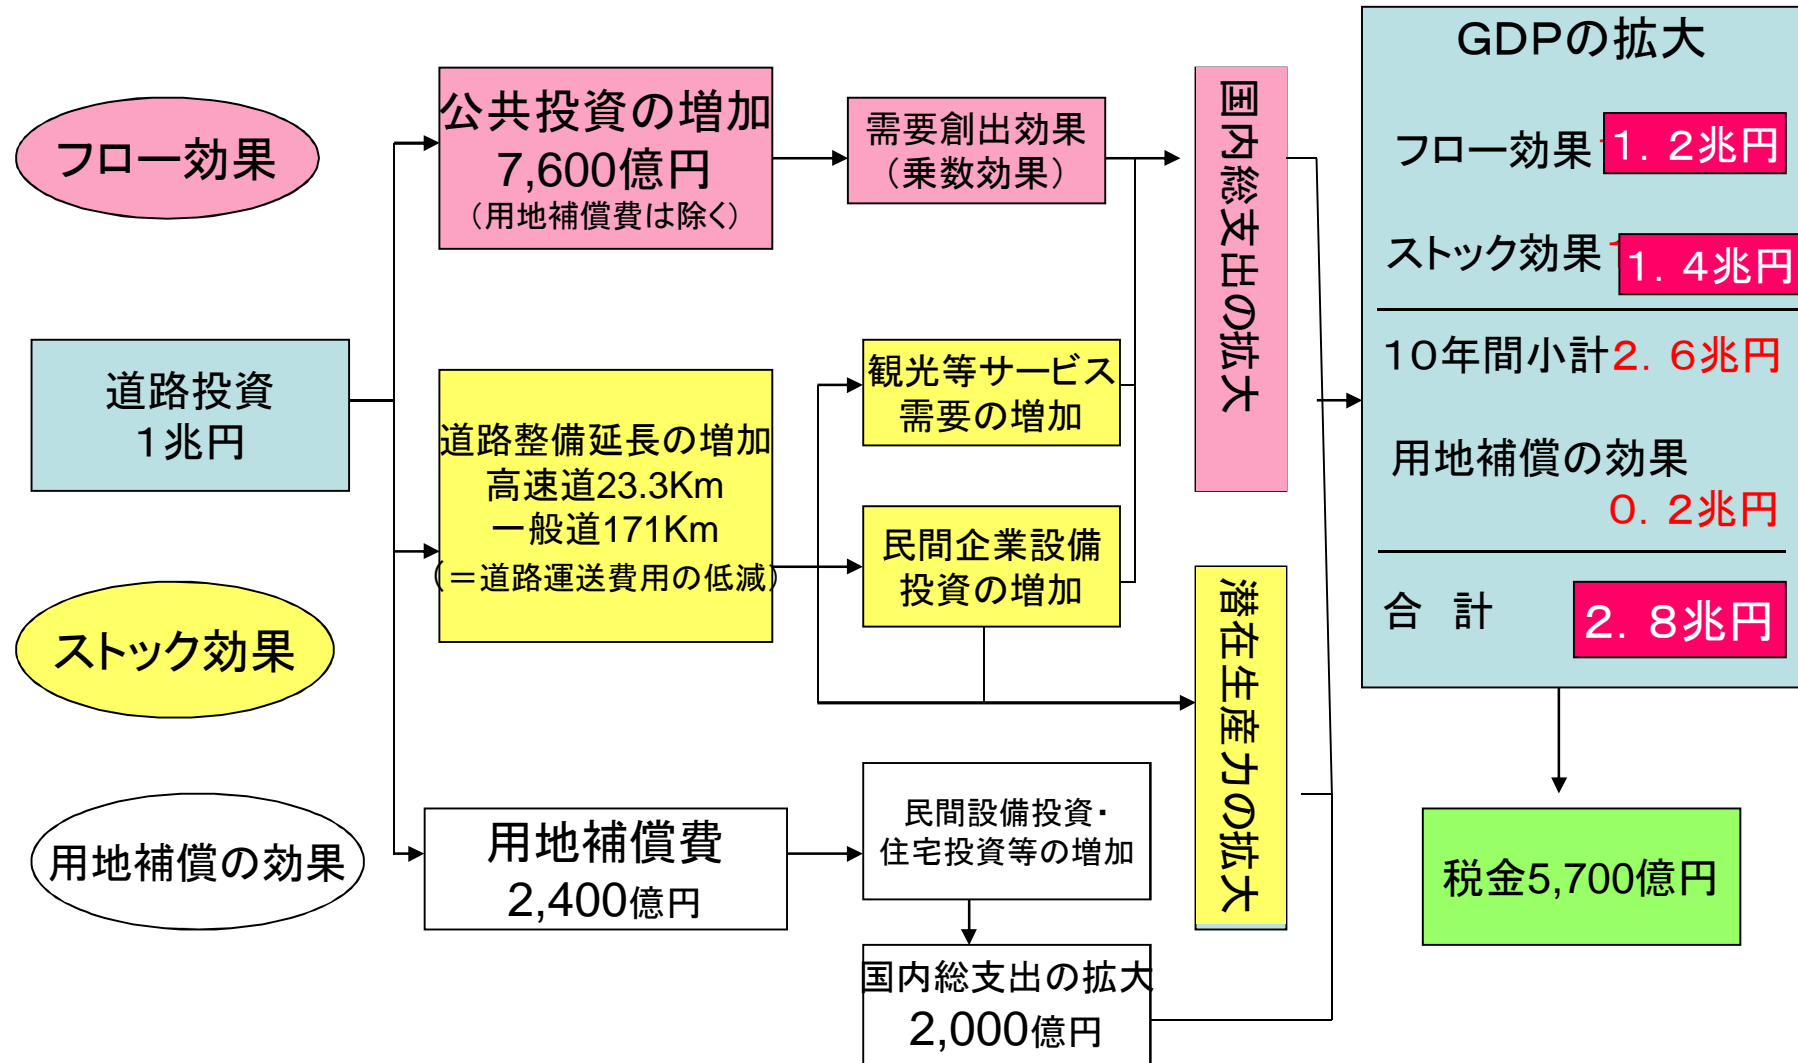 フロー効果
公共投資の増加
7,600億円
（用地補償費は除く）
需要創出効果
（乗数効果）
国内総支出の拡大
道路投資
１兆円
道路整備延長の増加
高速道23.3Km
一般道171Km
（＝道路運送費用の低減）
観光等サービス
需要の増加
民間企業設備
投資の増加
潜在生産力の拡大
ストック効果
用地補償の効果
用地補償費
2,400億円
民間設備投資・
住宅投資等の増加
国内総支出の拡大
2,000億円
ＧＤＰの拡大
フロー効果 １．２兆円
ストック効果 １．４兆円
１０年間小計２．６兆円
用地補償の効果
０．２兆円
合　計 ２．８兆円
税金5,700億円